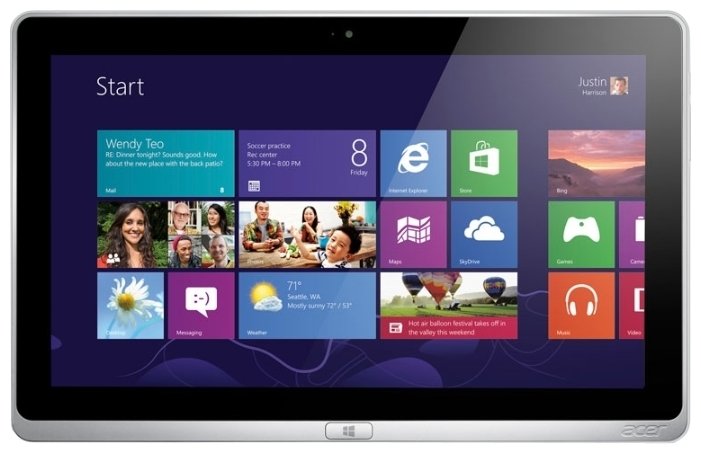 Start
Justin
Harrison
Wendy Teo
RE: Dinner tonight? Sounds good. How
about the new place with the back patio?
Mail
8
Soccer practice
Rec center
5:30 PM – 8:00 PM
8
Friday
Internet Explorer
Store
Bing
Photos
Maps
SkyDrive
Games
Came
Desktop
Messaging
71°
Seattle, WA
Mostly sunny 72° / 53°
Weather
Hot air balloon festival takes off in
the valley this weekend
Music
Video
acer